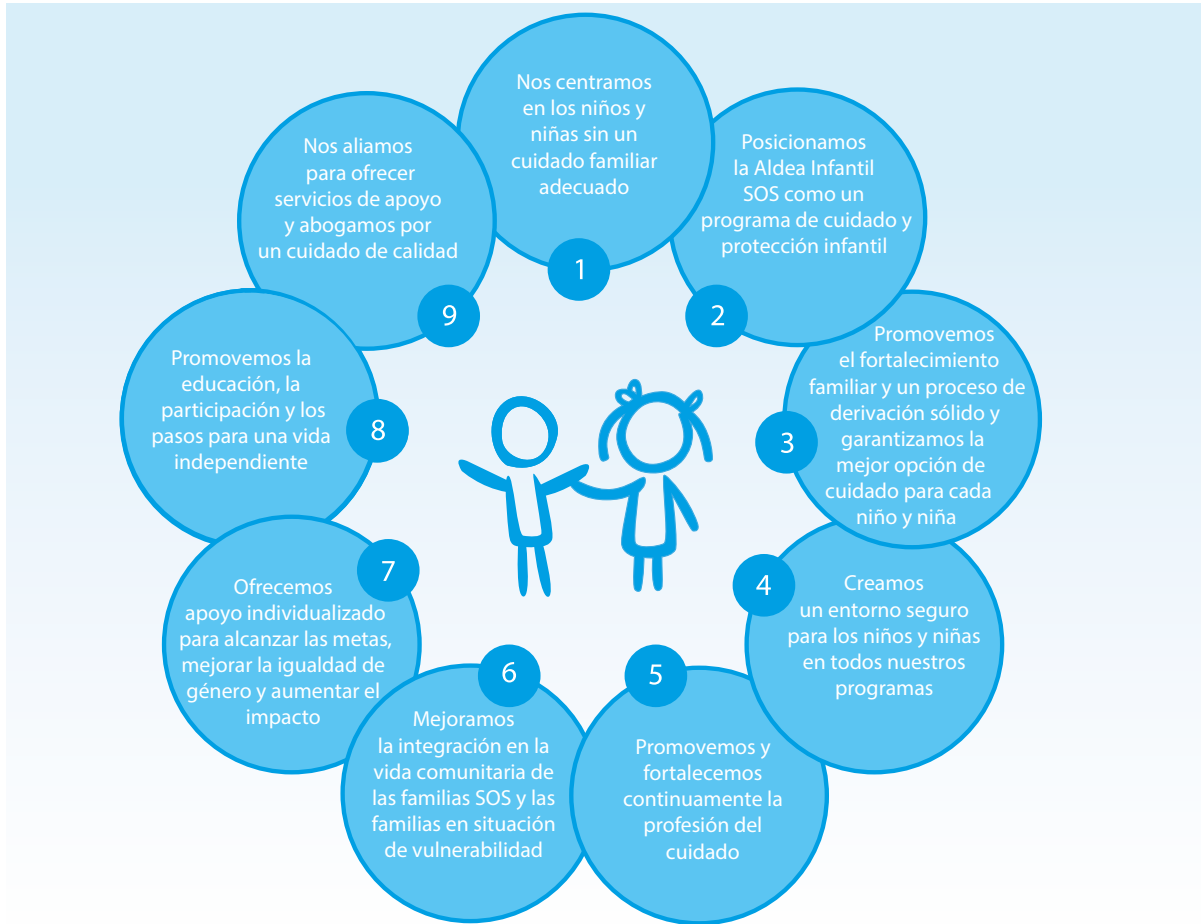 Nos centramos
en los niños y
niñas sin un
cuidado familiar
adecuado
1
Posicionamos
la Aldea Infantil
SOS como un
programa de cuidado y
protección infantil
2
Promovemos
el fortalecimiento
familiar y un proceso de
derivación sólido y
garantizamos la
mejor opción de
cuidado para cada
niño y niña
3
Creamos
un entorno seguro
para los niños y niñas
en todos nuestros
programas
4
Promovemos y
fortalecemos
continuamente la
profesión del
cuidado
5
Mejoramos
la integración en la
vida comunitaria de
las familias SOS y las
familias en situación
de vulnerabilidad
6
Ofrecemos
apoyo individualizado
para alcanzar las metas,
mejorar la igualdad de
género y aumentar el
impacto
7
Promovemos la
educación, la
participación y los
pasos para una vida
independiente
8
Nos aliamos
para ofrecer
servicios de apoyo
y abogamos por
un cuidado de calidad
9